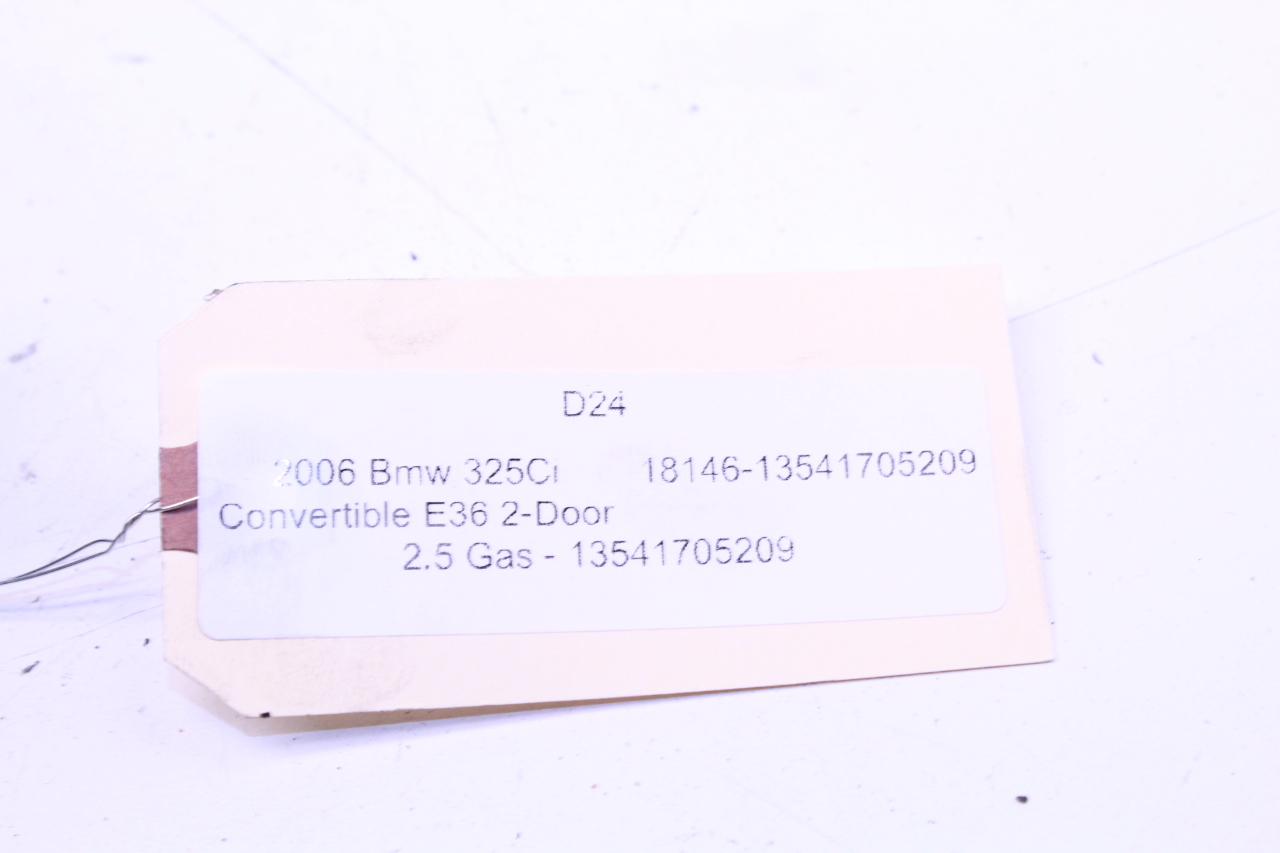 D24
2006 Bmw 325Ci 18146-13541705209
Convertible E36 2-Door
2.5 Gas - 13541705209